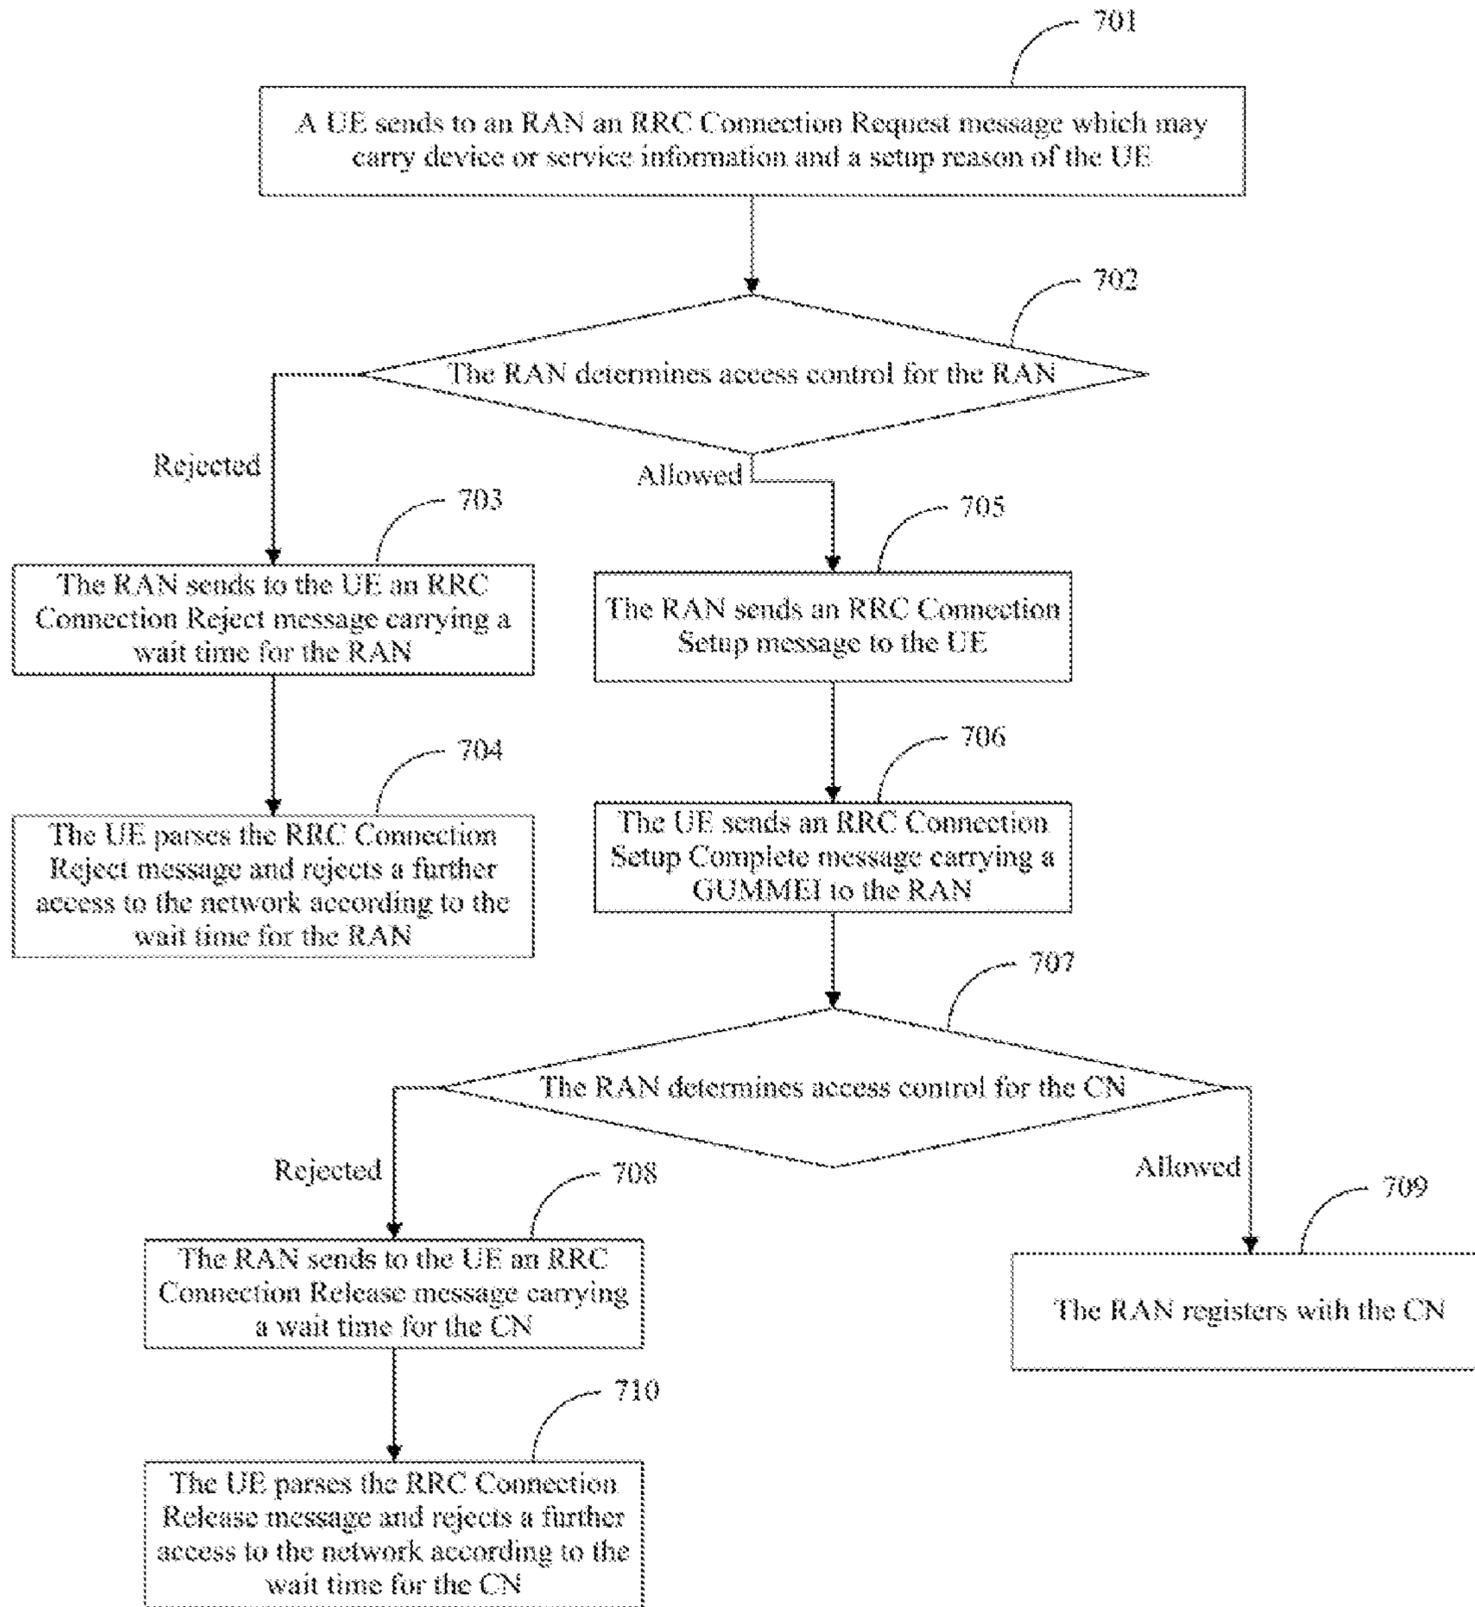 701
A UE sends to an RAN an RRC Connection Request message which may
carry device or service information and a setup reason of the UE
702
The RAN determines access control for the RAN
Rejected
Allowed
703
The RAN sends to the UE an RRC
Connection Reject message carrying a
wait time for the RAN
705
The RAN sends an RRC Connection
Setup message to the UE
704
The UE parses the RRC Connection
Reject message and rejects a further
access to the network according to the
wait time for the RAN
706
The UE sends an RRC Connection
Setup Complete message carrying a
GUMMEI to the RAN
707
The RAN determines access control for the CN
Rejected
Allowed
708
The RAN sends to the UE an RRC
Connection Release message carrying
a wait time for the CN
709
The RAN registers with the CN
710
The UE parses the RRC Connection
Release message and rejects a further
access to the network according to the
wait time for the CN